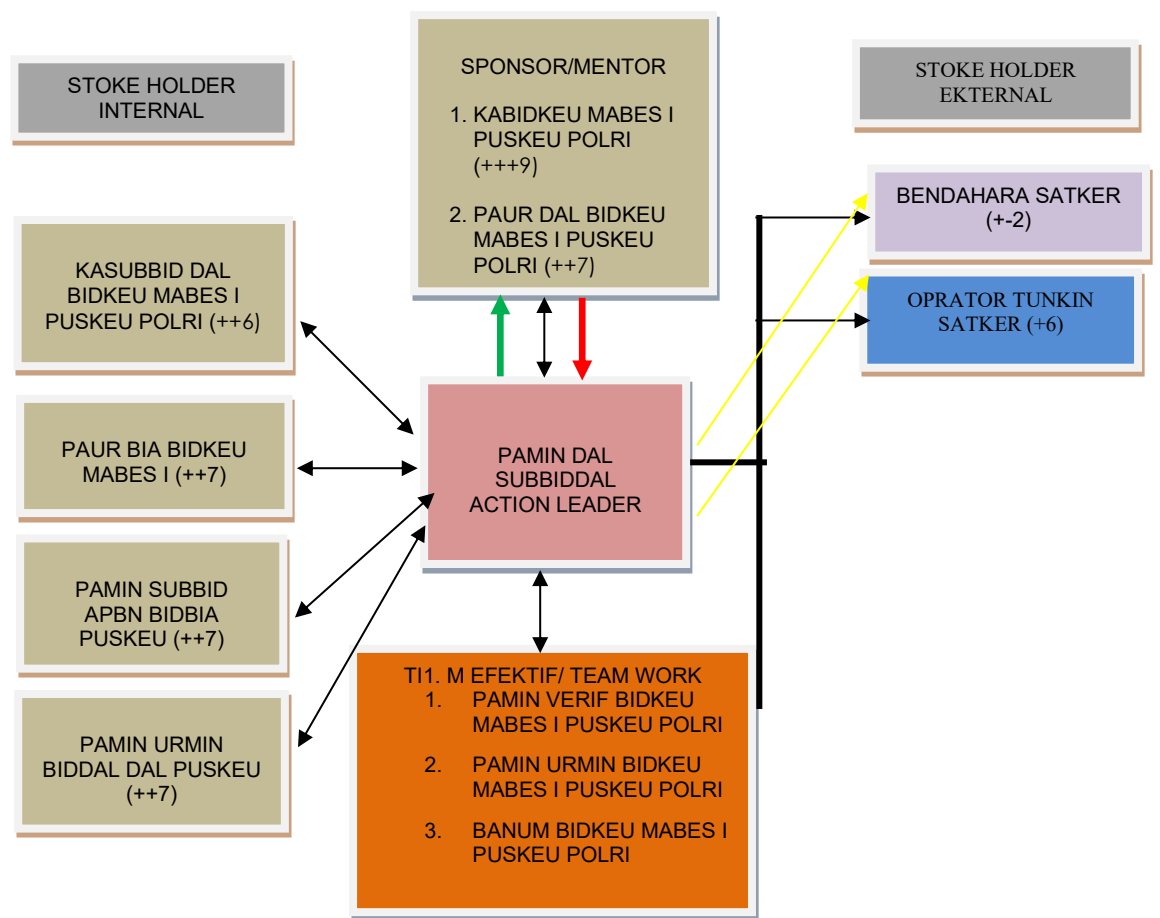 STOKE HOLDER
INTERNAL
SPONSOR/MENTOR
1. KABIDKEU MABES I
PUSKEU POLRI
(+++9)
2. PAUR DAL BIDKEU
MABES I PUSKEU
POLRI (++7)
STOKE HOLDER
EKTERNAL
KASUBBID DAL
BIDKEU MABES I
PUSKEU POLRI (++6)
PAUR BIA BIDKEU
MABES I (++7)
PAMIN SUBBID
APBN BIDBIA
PUSKEU (++7)
PAMIN URMIN
BIDDAL DAL PUSKEU
(++7)
PAMIN DAL
SUBBIDDAL
ACTION LEADER
BENDAHARA SATKER
(+-2)
OPRATOR TUNKIN
SATKER (+6)
TI1. M EFEKTIF/ TEAM WORK
1. PAMIN VERIF BIDKEU
MABES I PUSKEU POLRI
2. PAMIN URMIN BIDKEU
MABES I PUSKEU POLRI
3. BANUM BIDKEU MABES I
PUSKEU POLRI